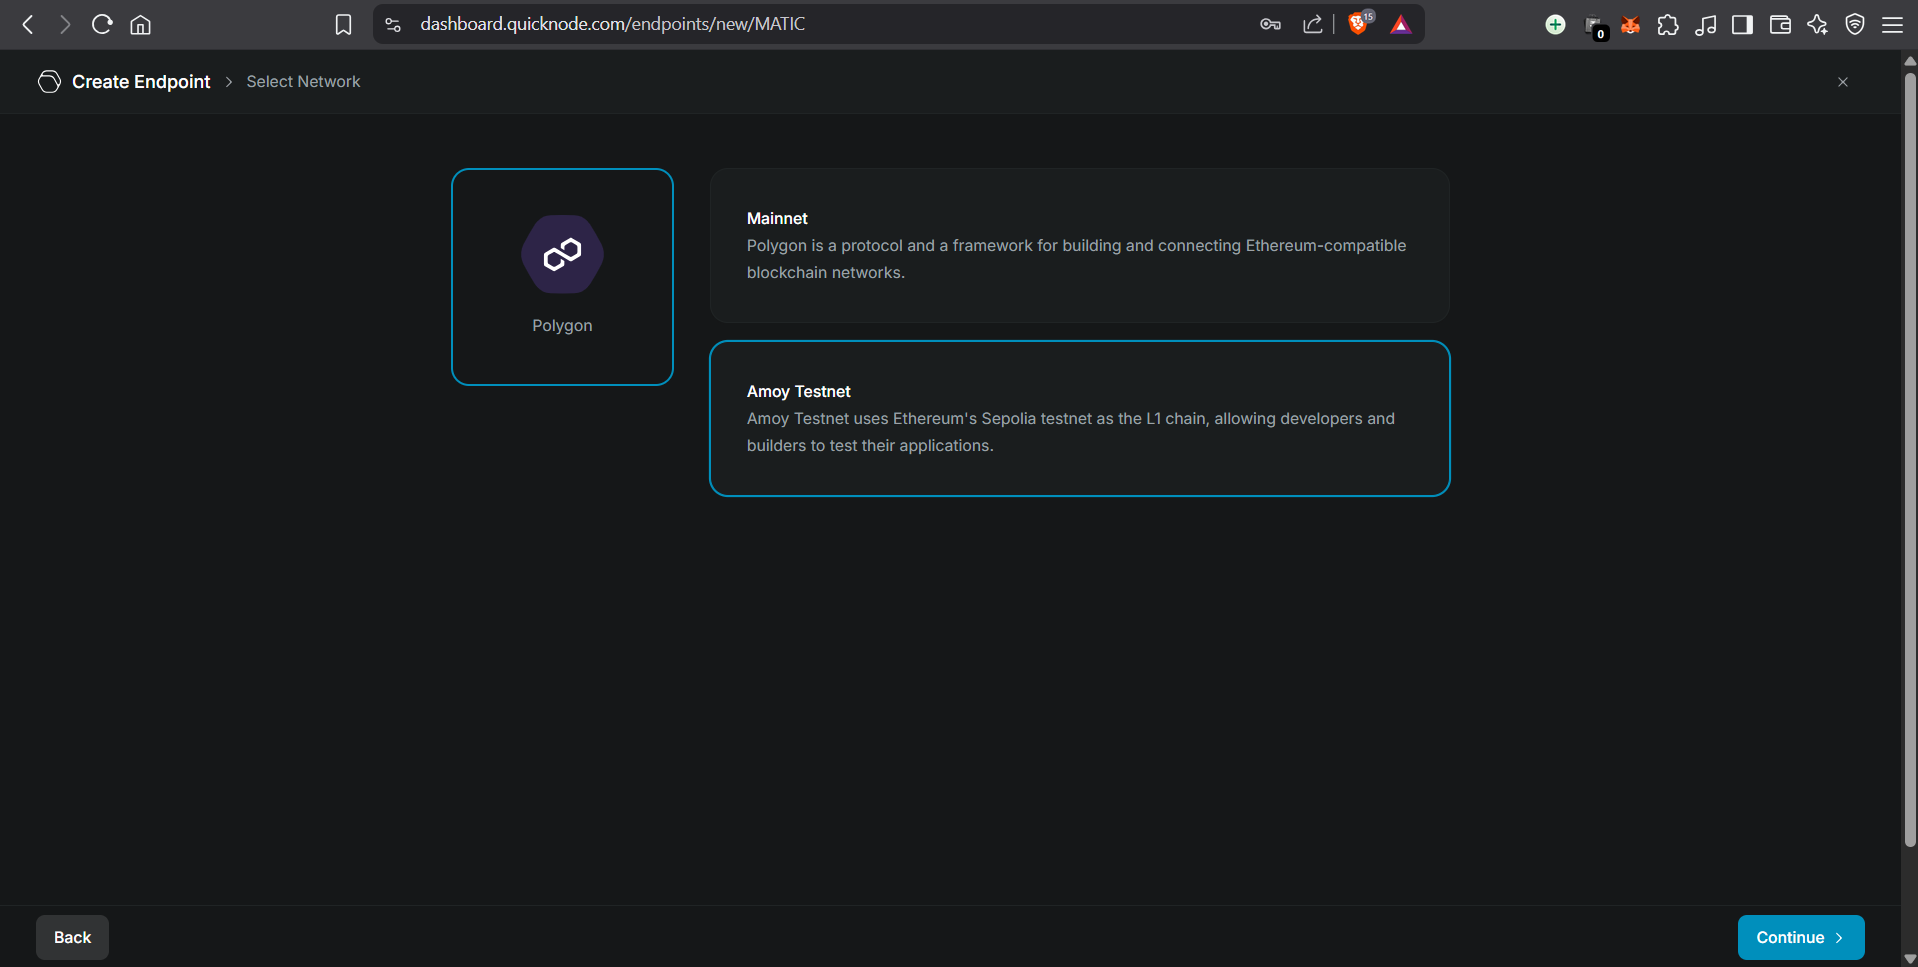 dashboard.quicknode.com/endpoints/new/MATIC
15
0
Create Endpoint > Select Network
Polygon
Mainnet
Polygon is a protocol and a framework for building and connecting Ethereum-compatible
blockchain networks.
Amoy Testnet
Amoy Testnet uses Ethereum's Sepolia testnet as the L1 chain, allowing developers and
builders to test their applications.
Back
Continue >